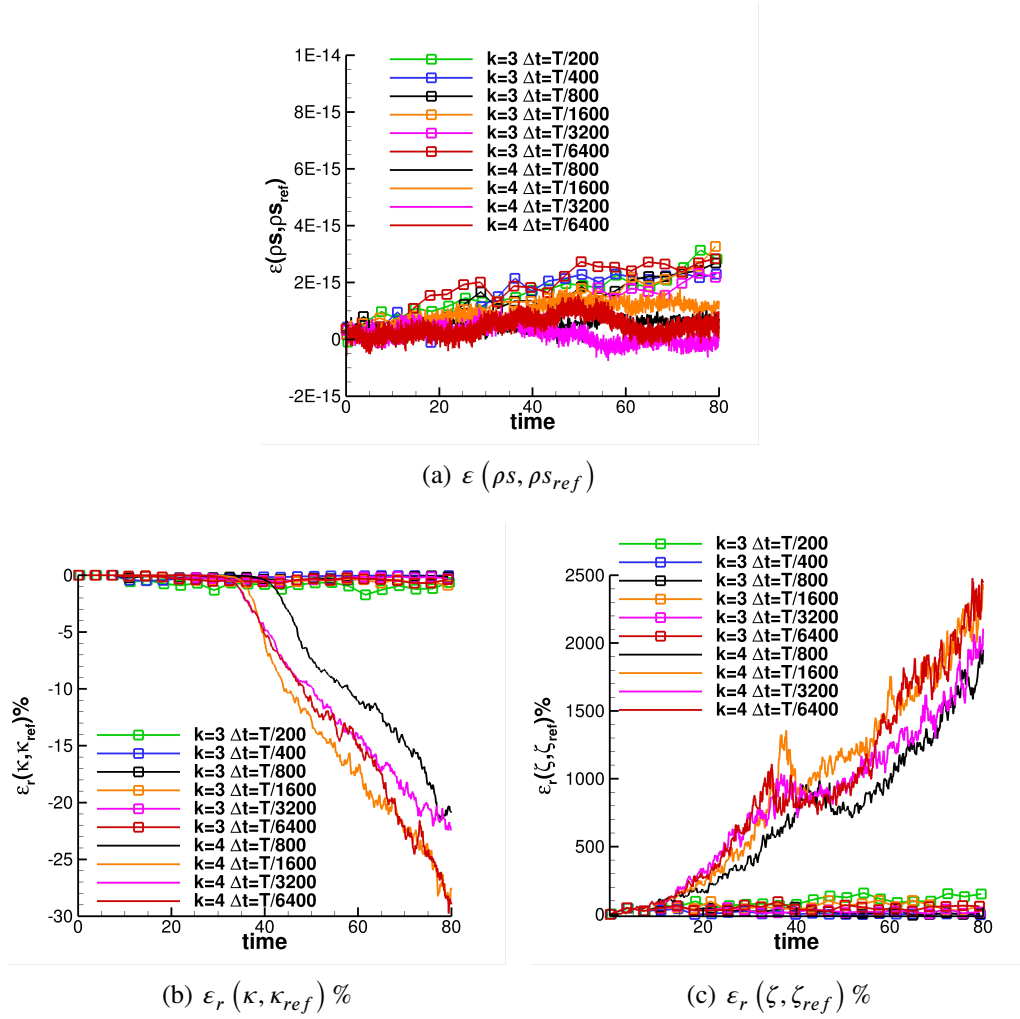 1E-14
8E-15
6E-15
4E-15
2E-15
0
-2E-15
ε(ρs,ρs_ref)
k=3 Δt=T/200
k=3 Δt=T/400
k=3 Δt=T/800
k=3 Δt=T/1600
k=3 Δt=T/3200
k=3 Δt=T/6400
k=4 Δt=T/800
k=4 Δt=T/1600
k=4 Δt=T/3200
k=4 Δt=T/6400
0 20 40 60 80
time
(a) ε (ρs, ρs_ref)
0
-5
-10
-15
-20
-25
-30
ε_r(κ,κ_ref)%
k=3 Δt=T/200
k=3 Δt=T/400
k=3 Δt=T/800
k=3 Δt=T/1600
k=3 Δt=T/3200
k=3 Δt=T/6400
k=4 Δt=T/800
k=4 Δt=T/1600
k=4 Δt=T/3200
k=4 Δt=T/6400
0 20 40 60 80
time
(b) ε_r (κ, κ_ref) %
k=3 Δt=T/200
k=3 Δt=T/400
k=3 Δt=T/800
k=3 Δt=T/1600
k=3 Δt=T/3200
k=3 Δt=T/6400
k=4 Δt=T/800
k=4 Δt=T/1600
k=4 Δt=T/3200
k=4 Δt=T/6400
2500
2000
1500
1000
500
0
ε_r(ζ,ζ_ref)%
20 40 60 80
time
(c) ε_r (ζ, ζ_ref) %